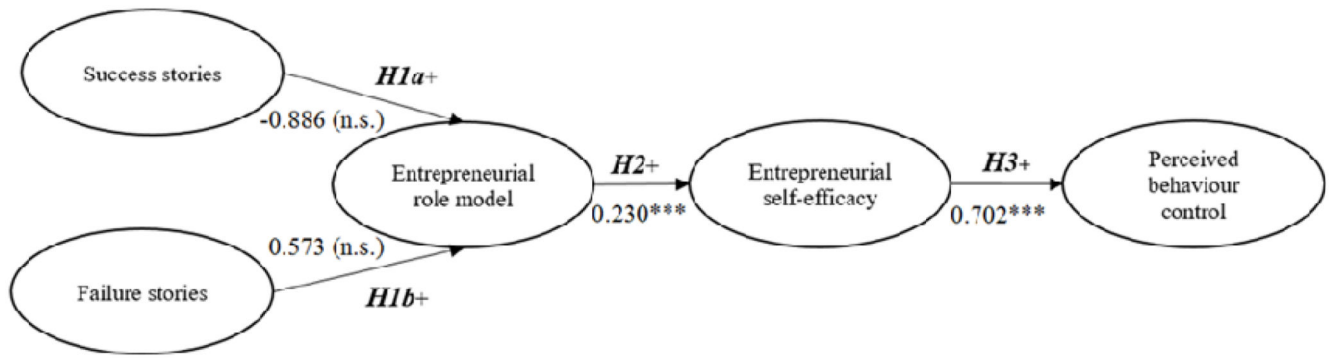 Success stories
H1a+
-0.886 (n.s.)
Entrepreneurial
role model
H2+
0.230***
Entrepreneurial
self-efficacy
H3+
0.702***
Perceived
behaviour
control
0.573 (n.s.)
Failure stories
H1b+